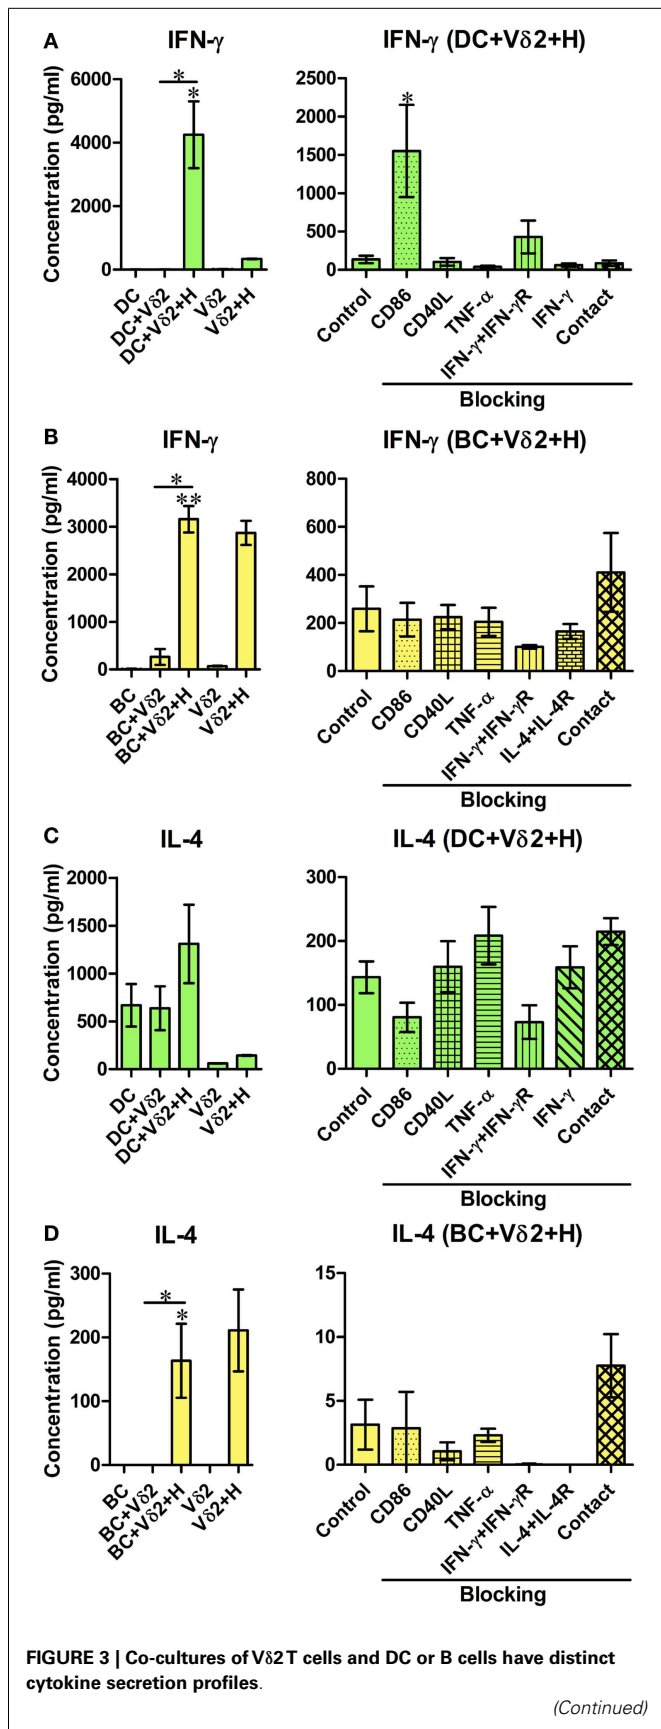 A
IFN-γ
IFN-γ (DC+Vδ2+H)
Concentration (pg/ml)
6000
4000
2000
0
*
*
DC
DC+Vδ2
DC+Vδ2+H
Vδ2
Vδ2+H
2500
2000
1500
1000
500
0
*
Control
CD86
CD40L
TNF-α
IFN-γ+IFN-γR
IFN-γ
Contact
Blocking
B
IFN-γ
IFN-γ (BC+Vδ2+H)
Concentration (pg/ml)
4000
3000
2000
1000
0
*
**
BC
BC+Vδ2
BC+Vδ2+H
Vδ2
Vδ2+H
800
600
400
200
0
Control
CD86
CD40L
TNF-α
IFN-γ+IFN-γR
IL-4+IL-4R
Contact
Blocking
C
IL-4
IL-4 (DC+Vδ2+H)
Concentration (pg/ml)
2000
1500
1000
500
0
DC
DC+Vδ2
DC+Vδ2+H
Vδ2
Vδ2+H
300
200
100
0
Control
CD86
CD40L
TNF-α
IFN-γ+IFN-γR
IFN-γ
Contact
Blocking
D
IL-4
IL-4 (BC+Vδ2+H)
Concentration (pg/ml)
300
200
100
0
*
*
BC
BC+Vδ2
BC+Vδ2+H
Vδ2
Vδ2+H
15
10
5
0
Control
CD86
CD40L
TNF-α
IFN-γ+IFN-γR
IL-4+IL-4R
Contact
Blocking
FIGURE 3 | Co-cultures of Vδ2 T cells and DC or B cells have distinct
cytokine secretion profiles.
(Continued)